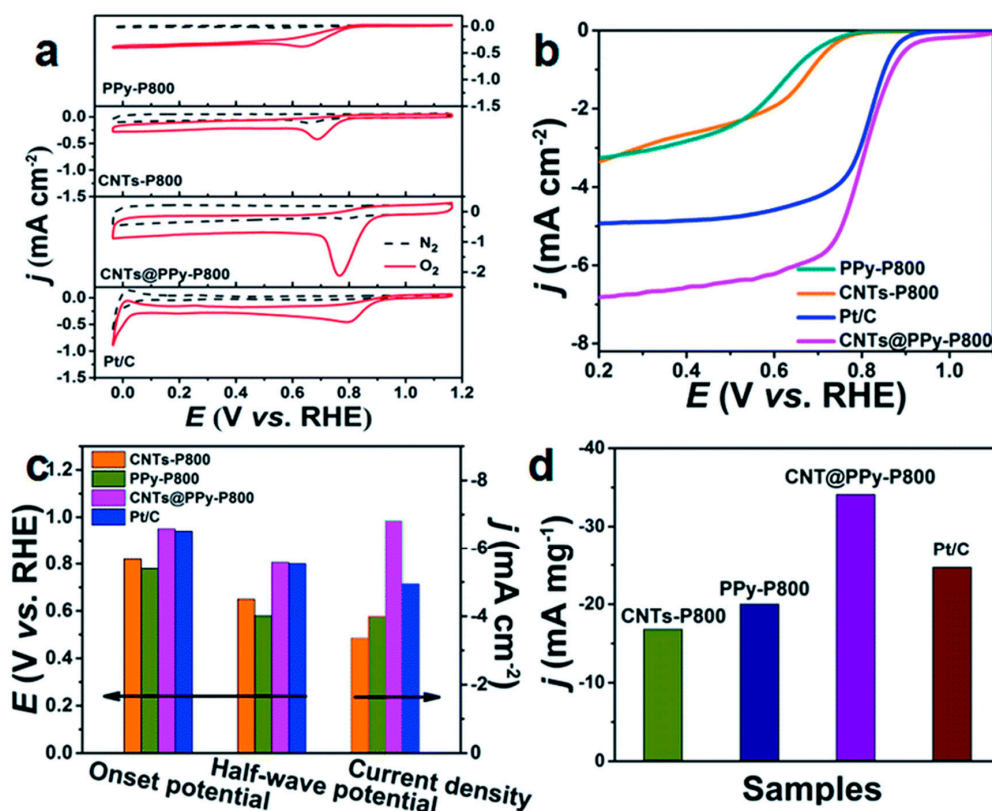 a
0.0
-0.5
-1.0
-1.5
PPy-P800
0.0
-0.5
-1.0
-1.5
CNTs-P800
0
-1
-2
N2
O2
CNTs@PPy-P800
0.0
-0.5
-1.0
-1.5
Pt/C
j (mA cm-2)
0.0 0.2 0.4 0.6 0.8 1.0 1.2
E (V vs. RHE)
b
0
-2
-4
-6
-8
j (mA cm-2)
PPy-P800
CNTs-P800
Pt/C
CNTs@PPy-P800
0.2 0.4 0.6 0.8 1.0
E (V vs. RHE)
c
CNTs-P800
PPy-P800
CNTs@PPy-P800
Pt/C
1.2
1.0
0.8
0.6
0.4
0.2
0.0
E (V vs. RHE)
-8
-6
-4
-2
0
j (mA cm-2)
Onset potential
Half-wave potential
Current density
d
-40
-30
-20
-10
0
j (mA mg-1)
CNTs-P800
PPy-P800
CNT@PPy-P800
Pt/C
Samples